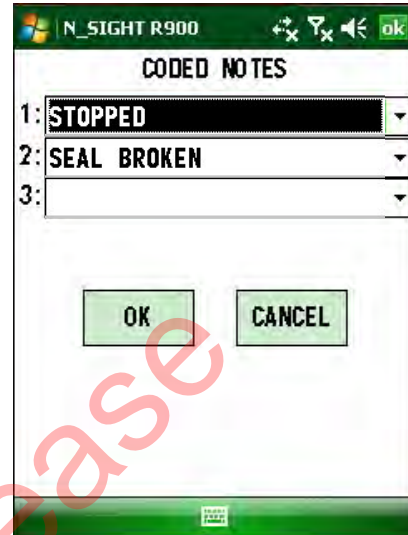 N_SIGHT R900 ok
CODED NOTES
1: STOPPED
2: SEAL BROKEN
3:
OK CANCEL
ease